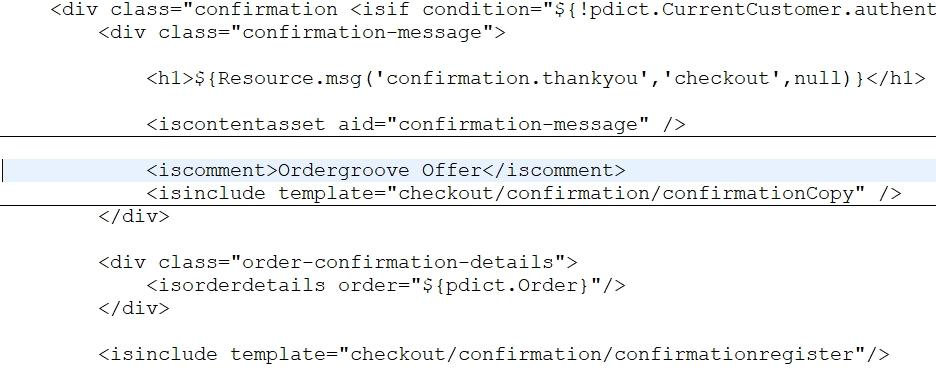 <div class="confirmation <isif condition="${!pdict.CurrentCustomer.authent
<div class="confirmation-message">
<h1>${Resource.msg('confirmation.thankyou','checkout',null)}</h1>
<iscontentasset aid="confirmation-message" />
<iscomment>Ordergroove Offer</iscomment>
<isinclude template="checkout/confirmation/confirmationCopy" />
</div>
<div class="order-confirmation-details">
<isorderdetails order="${pdict.Order}"/>
</div>
<isinclude template="checkout/confirmation/confirmationregister"/>